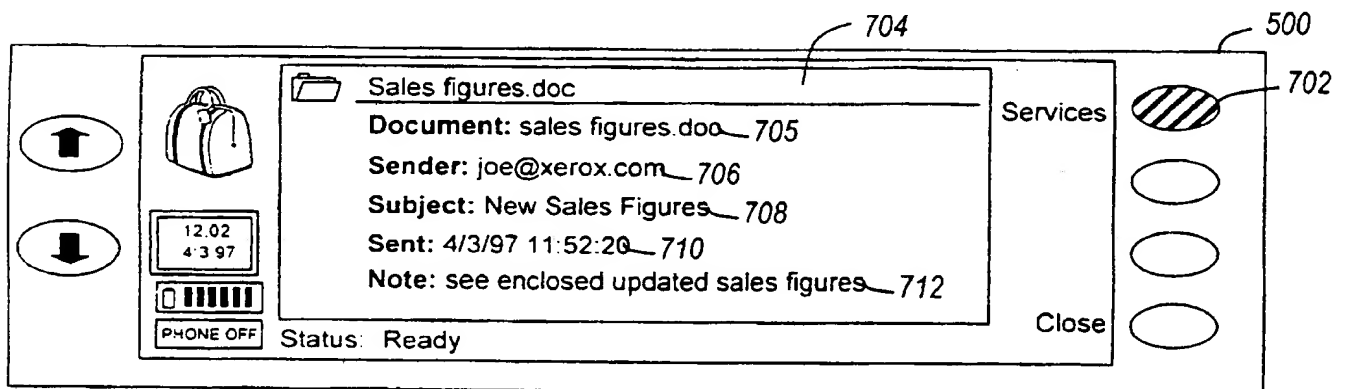 704
500
702
Sales figures.doc
Services
Document: sales figures.doc 705
Sender: joe@xerox.com 706
Subject: New Sales Figures 708
12.02
4·3 97
Sent: 4/3/97 11:52:20 710
Note: see enclosed updated sales figures 712
Close
PHONE OFF
Status: Ready